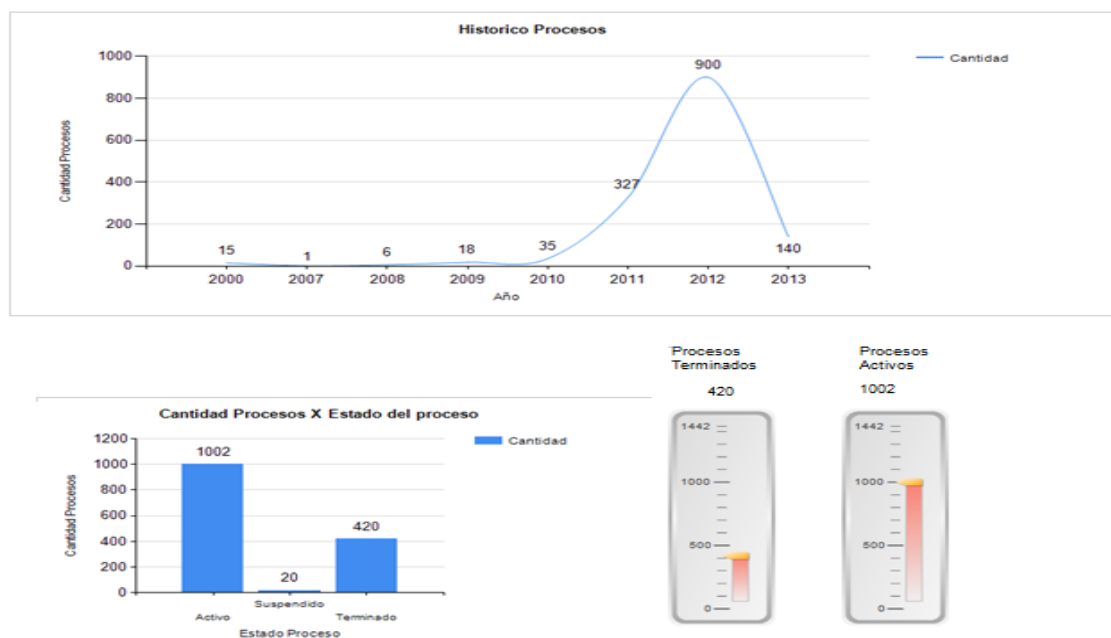 Historico Procesos
Cantidad Procesos
1000
800
600
400
200
0
15
1
6
18
35
327
900
140
2000 2007 2008 2009 2010 2011 2012 2013
Año
Cantidad
Cantidad Procesos X Estado del proceso
Cantidad Procesos
1200
1000
800
600
400
200
0
1002
20
420
Activo
Suspendido
Terminado
Estado Proceso
Cantidad
Procesos
Terminados
420
1442
1000
500
0
Procesos
Activos
1002
1442
1000
500
0